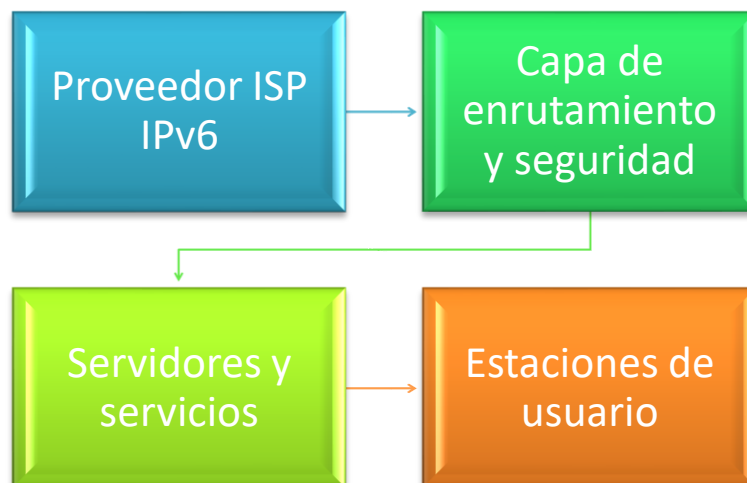 Proveedor ISP
IPv6
Capa de
enrutamiento
y seguridad
Servidores y
servicios
Estaciones de
usuario